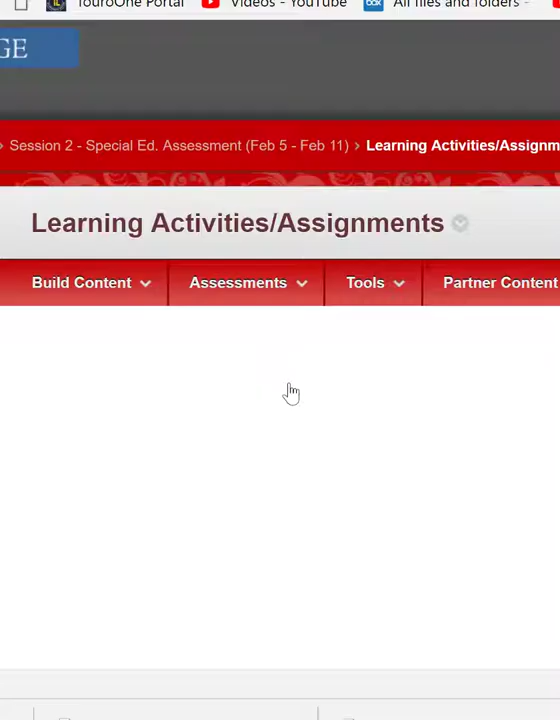 TouroOne Portal
Videos - YouTube
All files and folders -
GE
Session 2 - Special Ed. Assessment (Feb 5 - Feb 11) > Learning Activities/Assignm
Learning Activities/Assignments
Build Content
Assessments
Tools
Partner Content